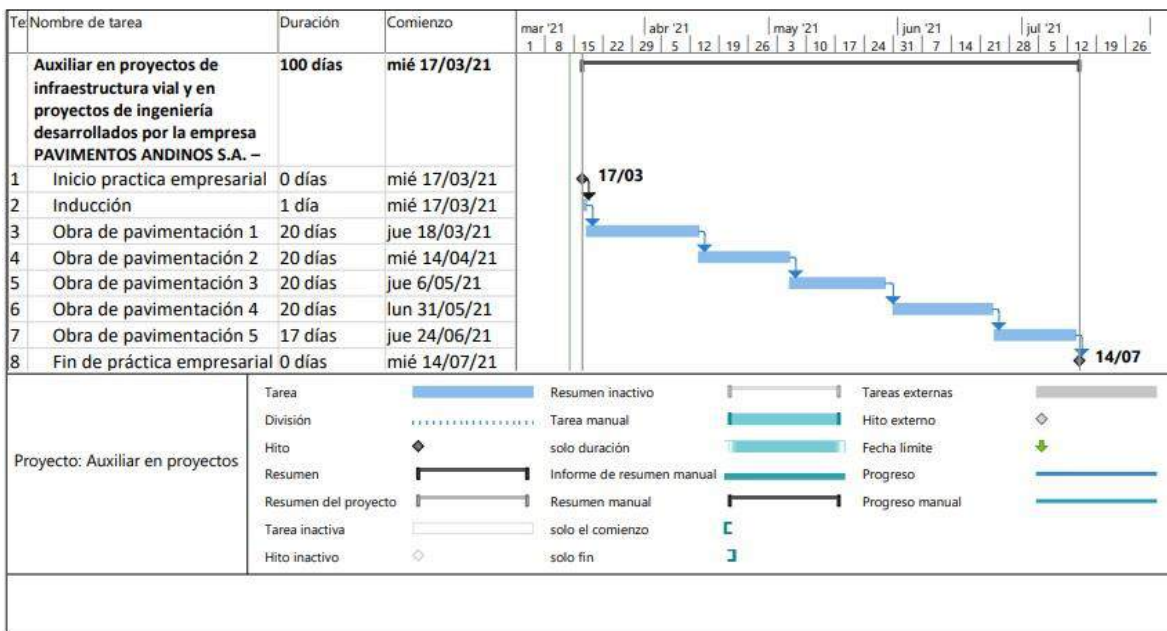 Te Nombre de tarea Duración Comienzo
mar '21 abr '21 may '21 jun '21 jul '21
1 8 15 22 29 5 12 19 26 3 10 17 24 31 7 14 21 28 5 12 19 26
Auxiliar en proyectos de 100 días mié 17/03/21
infraestructura vial y en
proyectos de ingeniería
desarrollados por la empresa
PAVIMENTOS ANDINOS S.A. –
1 Inicio practica empresarial 0 días mié 17/03/21 17/03
2 Inducción 1 día mié 17/03/21
3 Obra de pavimentación 1 20 días jue 18/03/21
4 Obra de pavimentación 2 20 días mié 14/04/21
5 Obra de pavimentación 3 20 días jue 6/05/21
6 Obra de pavimentación 4 20 días lun 31/05/21
7 Obra de pavimentación 5 17 días jue 24/06/21
8 Fin de práctica empresarial 0 días mié 14/07/21 14/07
Proyecto: Auxiliar en proyectos
Tarea Resumen inactivo Tareas externas
División Tarea manual Hito externo
Hito solo duración Fecha límite
Resumen Informe de resumen manual Progreso
Resumen del proyecto Resumen manual Progreso manual
Tarea inactiva solo el comienzo
Hito inactivo solo fin